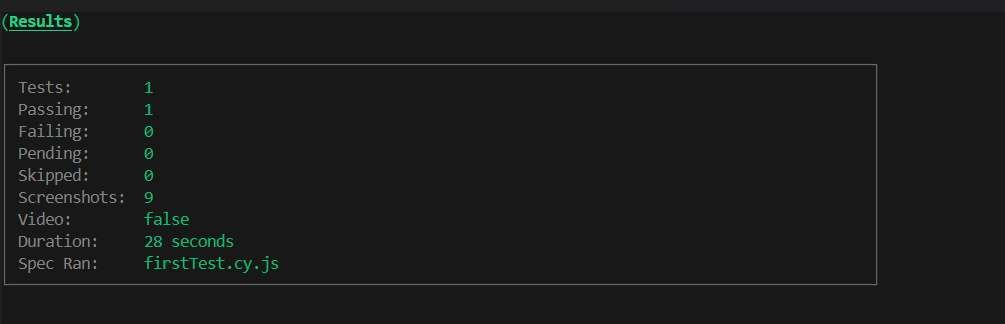 (Results)
Tests: 1
Passing: 1
Failing: 0
Pending: 0
Skipped: 0
Screenshots: 9
Video: false
Duration: 28 seconds
Spec Ran: firstTest.cy.js